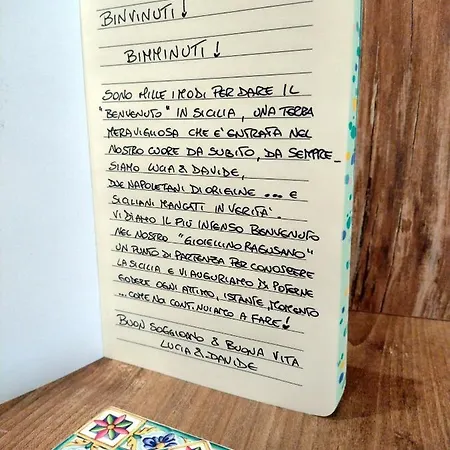 BINVINUTI!
BIMMINUTI!
SONO MILLE I MODI PER DARE IL
"BENVENUTO" IN SICILIA, UNA TERRA
MERAVIGLIOSA CHE E' ENTRATA NEL
NOSTRO CUORE DA SUBITO, DA SEMPRE...
SIAMO LUCIA & DAVIDE,
DUE NAPOLETANI DI ORIGINE ... E
SICILIANI MANCATI IN VERITA'.
VI DIAMO IL PIÙ INTENSO BENVENUTO
NEL NOSTRO "GIOIELLINO RAGUSANO"
UN PUNTO DI PARTENZA PER CONOSCERE
LA SICILIA E VI AUGURIAMO DI POTERNE
GODERE OGNI ATTIMO, ISTANTE, MOMENTO
... COME NOI CONTINUIAMO A FARE!
BUON SOGGIORNO & BUONA VITA
LUCIA & DAVIDE